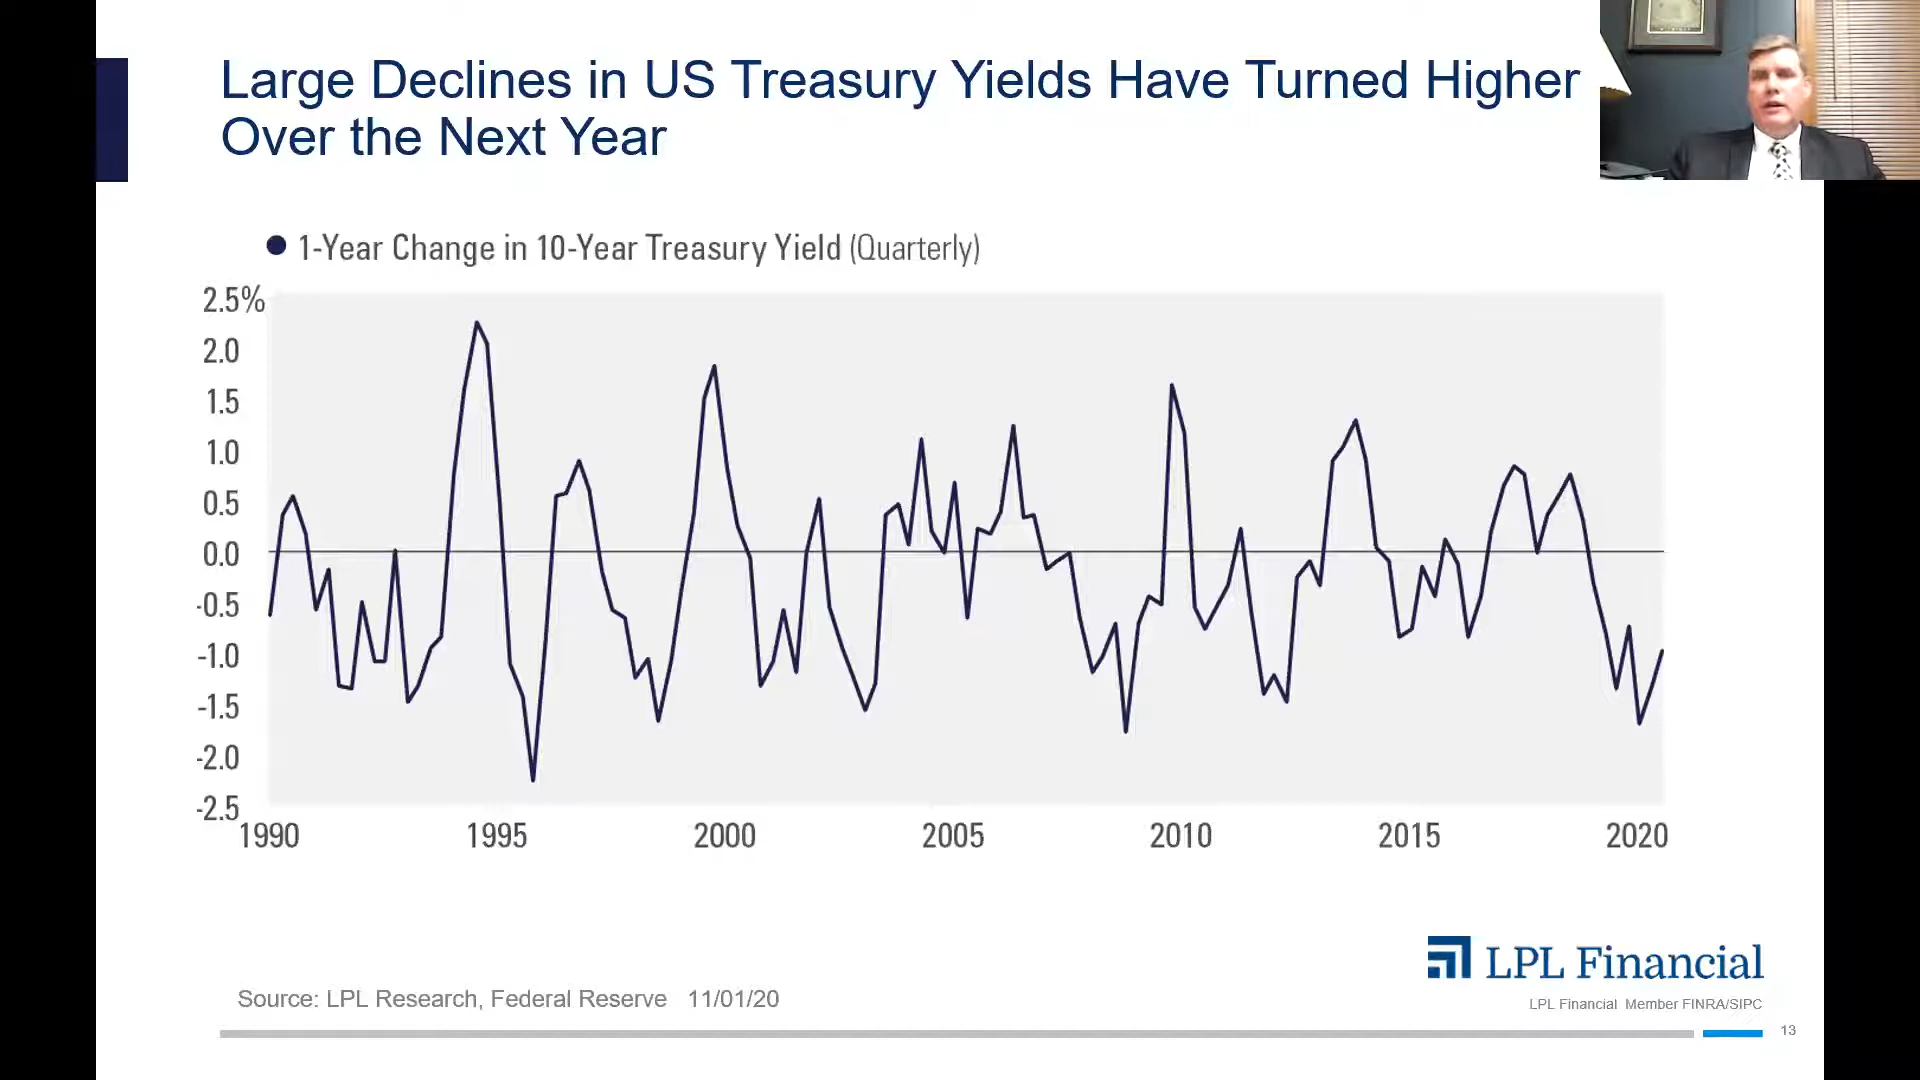 Large Declines in US Treasury Yields Have Turned Higher
Over the Next Year
1-Year Change in 10-Year Treasury Yield (Quarterly)
2.5%
2.0
1.5
1.0
0.5
0.0
-0.5
-1.0
-1.5
-2.0
-2.5
1990 1995 2000 2005 2010 2015 2020
LPL Financial
Source: LPL Research, Federal Reserve 11/01/20
LPL Financial Member FINRA/SIPC
13